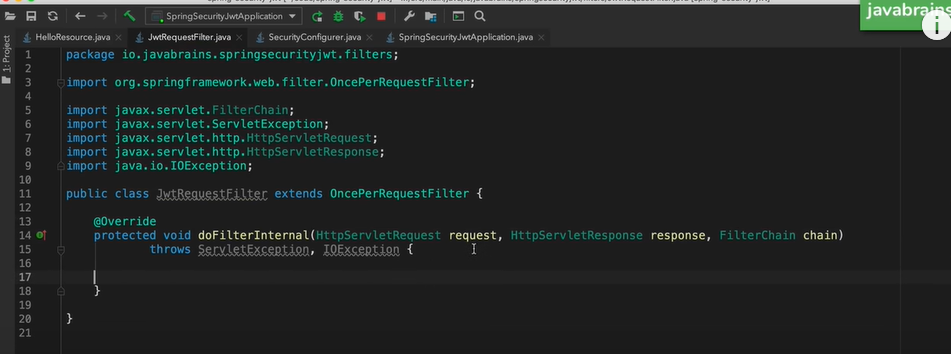 javabrains
SpringSecurityJwtApplication
HelloResource.java
JwtRequestFilter.java
SecurityConfigurer.java
SpringSecurityJwtApplication.java
1: Project
1 package io.javabrains.springsecurityjwt.filters;
2
3 import org.springframework.web.filter.OncePerRequestFilter;
4
5 import javax.servlet.FilterChain;
6 import javax.servlet.ServletException;
7 import javax.servlet.http.HttpServletRequest;
8 import javax.servlet.http.HttpServletResponse;
9 import java.io.IOException;
10
11 public class JwtRequestFilter extends OncePerRequestFilter {
12
13 @Override
14 protected void doFilterInternal(HttpServletRequest request, HttpServletResponse response, FilterChain chain)
15 throws ServletException, IOException {
16
17
18 }
19
20 }
21